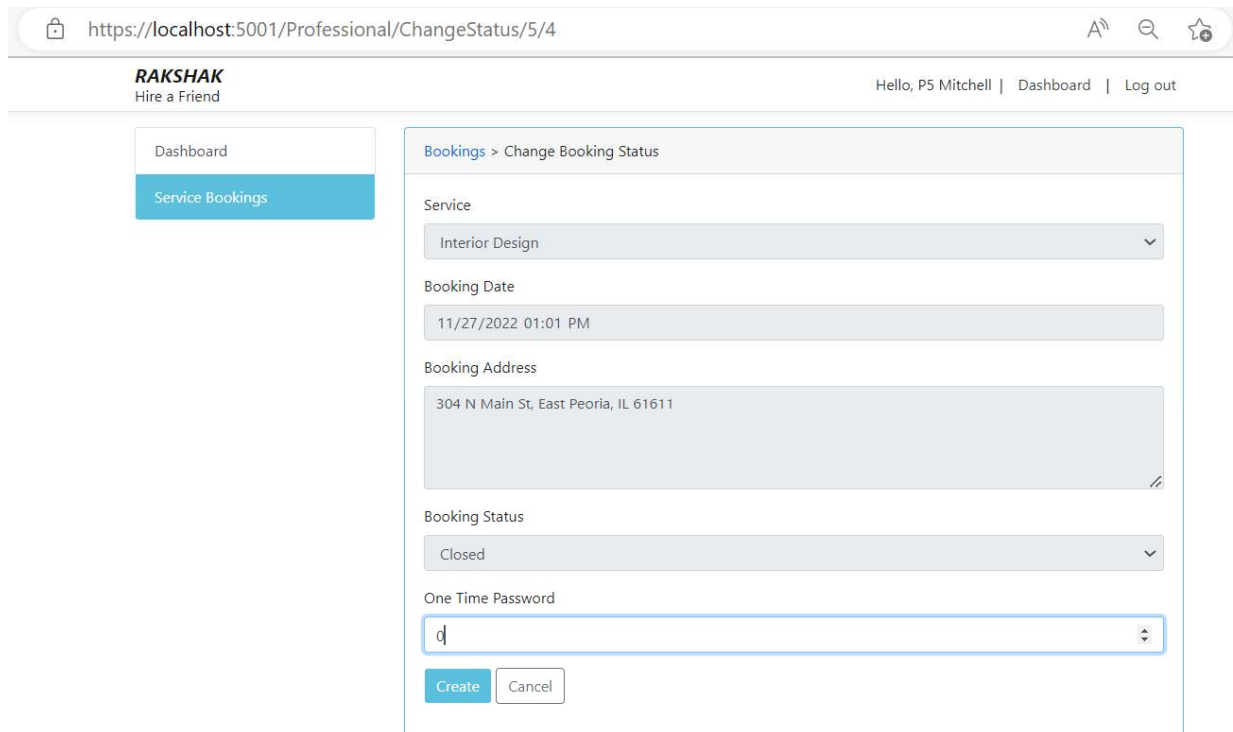 https://localhost:5001/Professional/ChangeStatus/5/4
RAKSHAK
Hire a Friend
Hello, P5 Mitchell | Dashboard | Log out
Dashboard
Service Bookings
Bookings > Change Booking Status
Service
Interior Design
Booking Date
11/27/2022 01:01 PM
Booking Address
304 N Main St, East Peoria, IL 61611
Booking Status
Closed
One Time Password
0
Create Cancel